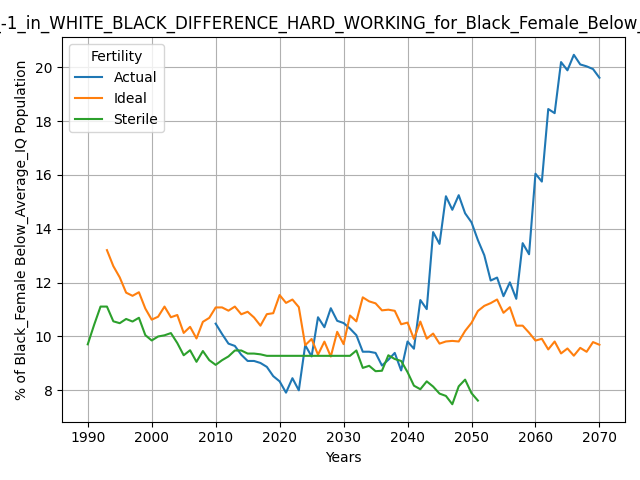 _-1_in_WHITE_BLACK_DIFFERENCE_HARD_WORKING_for_Black_Female_Below_
Fertility
Actual
Ideal
Sterile
% of Black_Female Below_Average_IQ Population
20
18
16
14
12
10
8
1990 2000 2010 2020 2030 2040 2050 2060 2070
Years